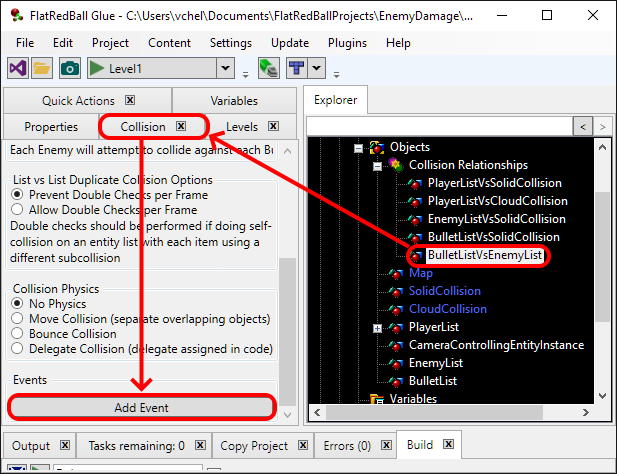 FlatRedBall Glue - C:\Users\vchel\Documents\FlatRedBallProjects\EnemyDamage\...
File Edit Project Content Settings Update Plugins Help
Level1
Quick Actions Variables
Properties Collision Levels
Each Enemy will attempt to collide against each Bu
List vs List Duplicate Collision Options
Prevent Double Checks per Frame
Allow Double Checks per Frame
Double checks should be performed if doing self-
collision on an entity list with each item using a
different subcollision
Collision Physics
No Physics
Move Collision (separate overlapping objects)
Bounce Collision
Delegate Collision (delegate assigned in code)
Events
Add Event
Explorer
Objects
Collision Relationships
PlayerListVsSolidCollision
PlayerListVsCloudCollision
EnemyListVsSolidCollision
BulletListVsSolidCollision
BulletListVsEnemyList
Map
SolidCollision
CloudCollision
PlayerList
CameraControllingEntityInstance
EnemyList
BulletList
Variables
Output Tasks remaining: 0 Copy Project Errors (0) Build